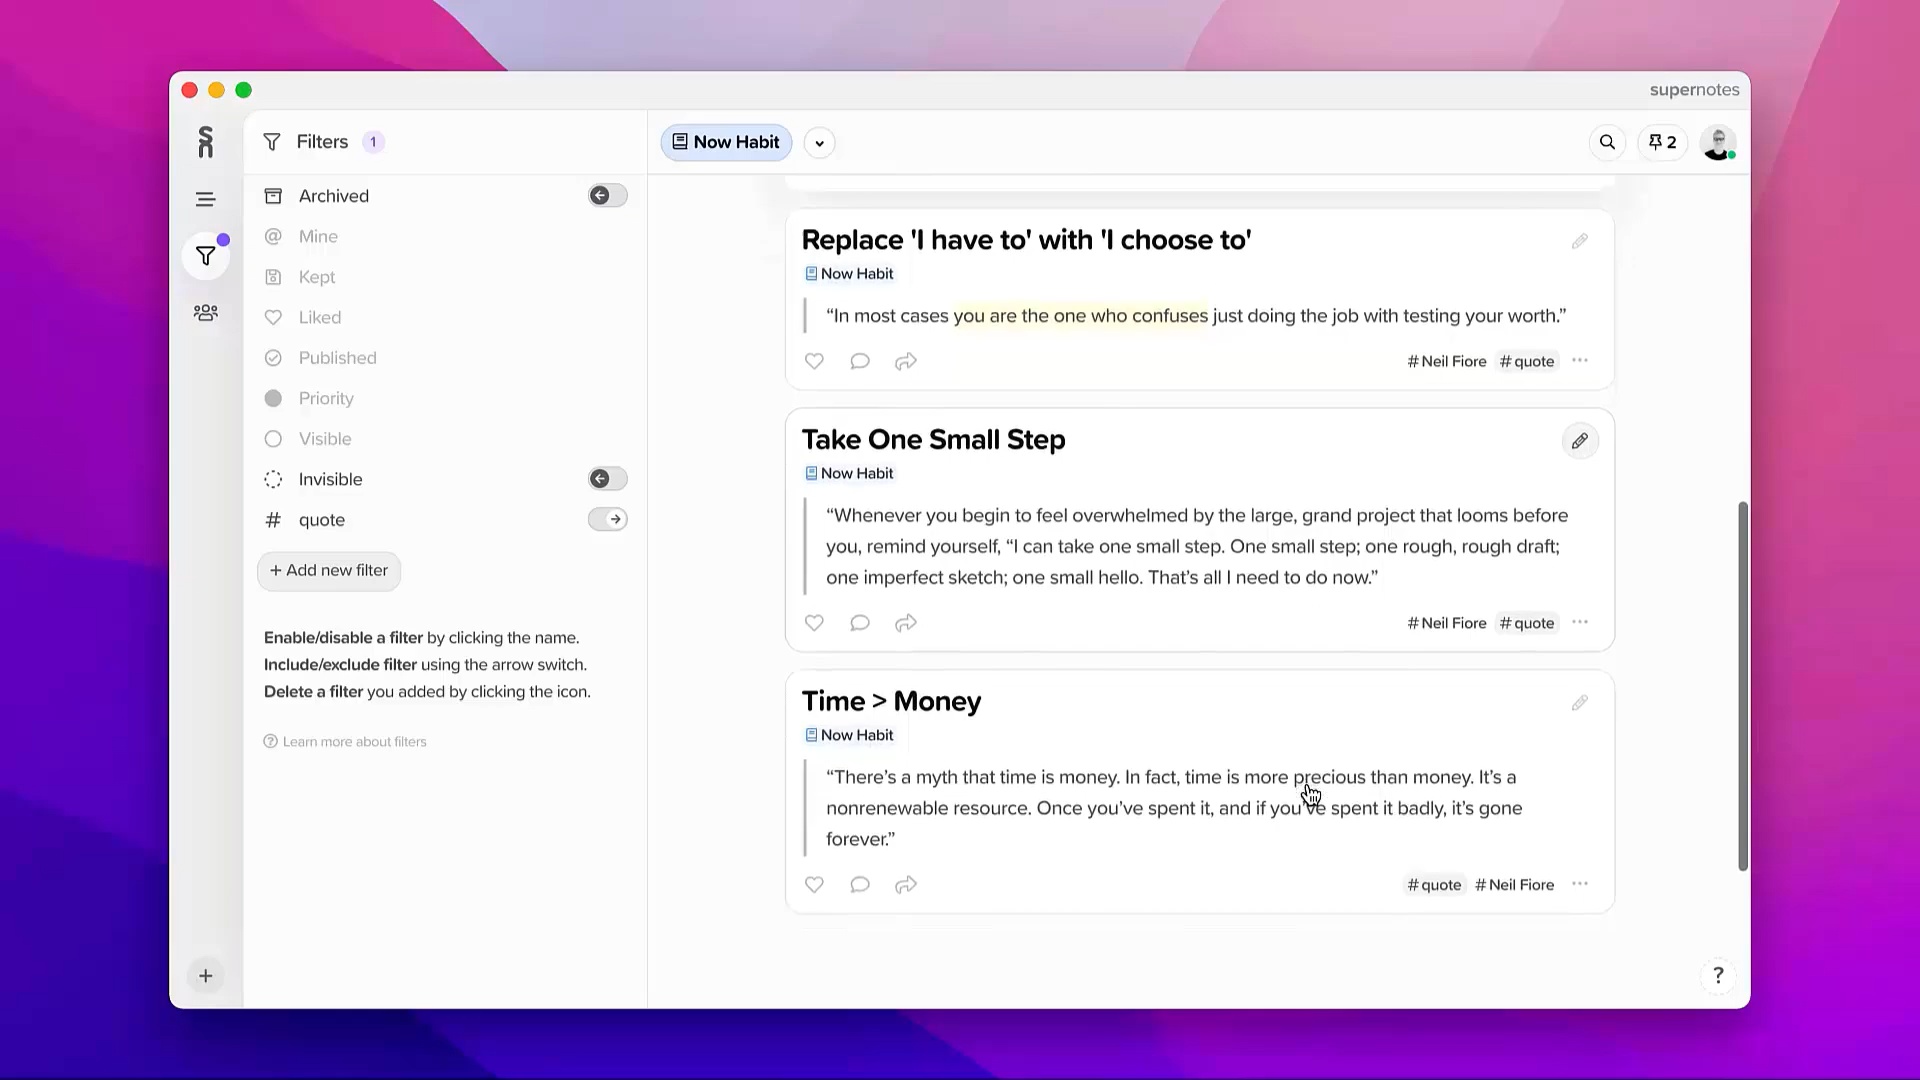 supernotes
Filters 1
Archived
@ Mine
Kept
Liked
Published
Priority
Visible
Invisible
# quote
+ Add new filter
Enable/disable a filter by clicking the name.
Include/exclude filter using the arrow switch.
Delete a filter you added by clicking the icon.
? Learn more about filters
Now Habit
2
Replace 'I have to' with 'I choose to'
Now Habit
“In most cases you are the one who confuses just doing the job with testing your worth.”
#Neil Fiore #quote
Take One Small Step
Now Habit
“Whenever you begin to feel overwhelmed by the large, grand project that looms before
you, remind yourself, “I can take one small step. One small step; one rough, rough draft;
one imperfect sketch; one small hello. That’s all I need to do now.”
#Neil Fiore #quote
Time > Money
Now Habit
“There’s a myth that time is money. In fact, time is more precious than money. It’s a
nonrenewable resource. Once you’ve spent it, and if you’ve spent it badly, it’s gone
forever.”
#quote #Neil Fiore
?